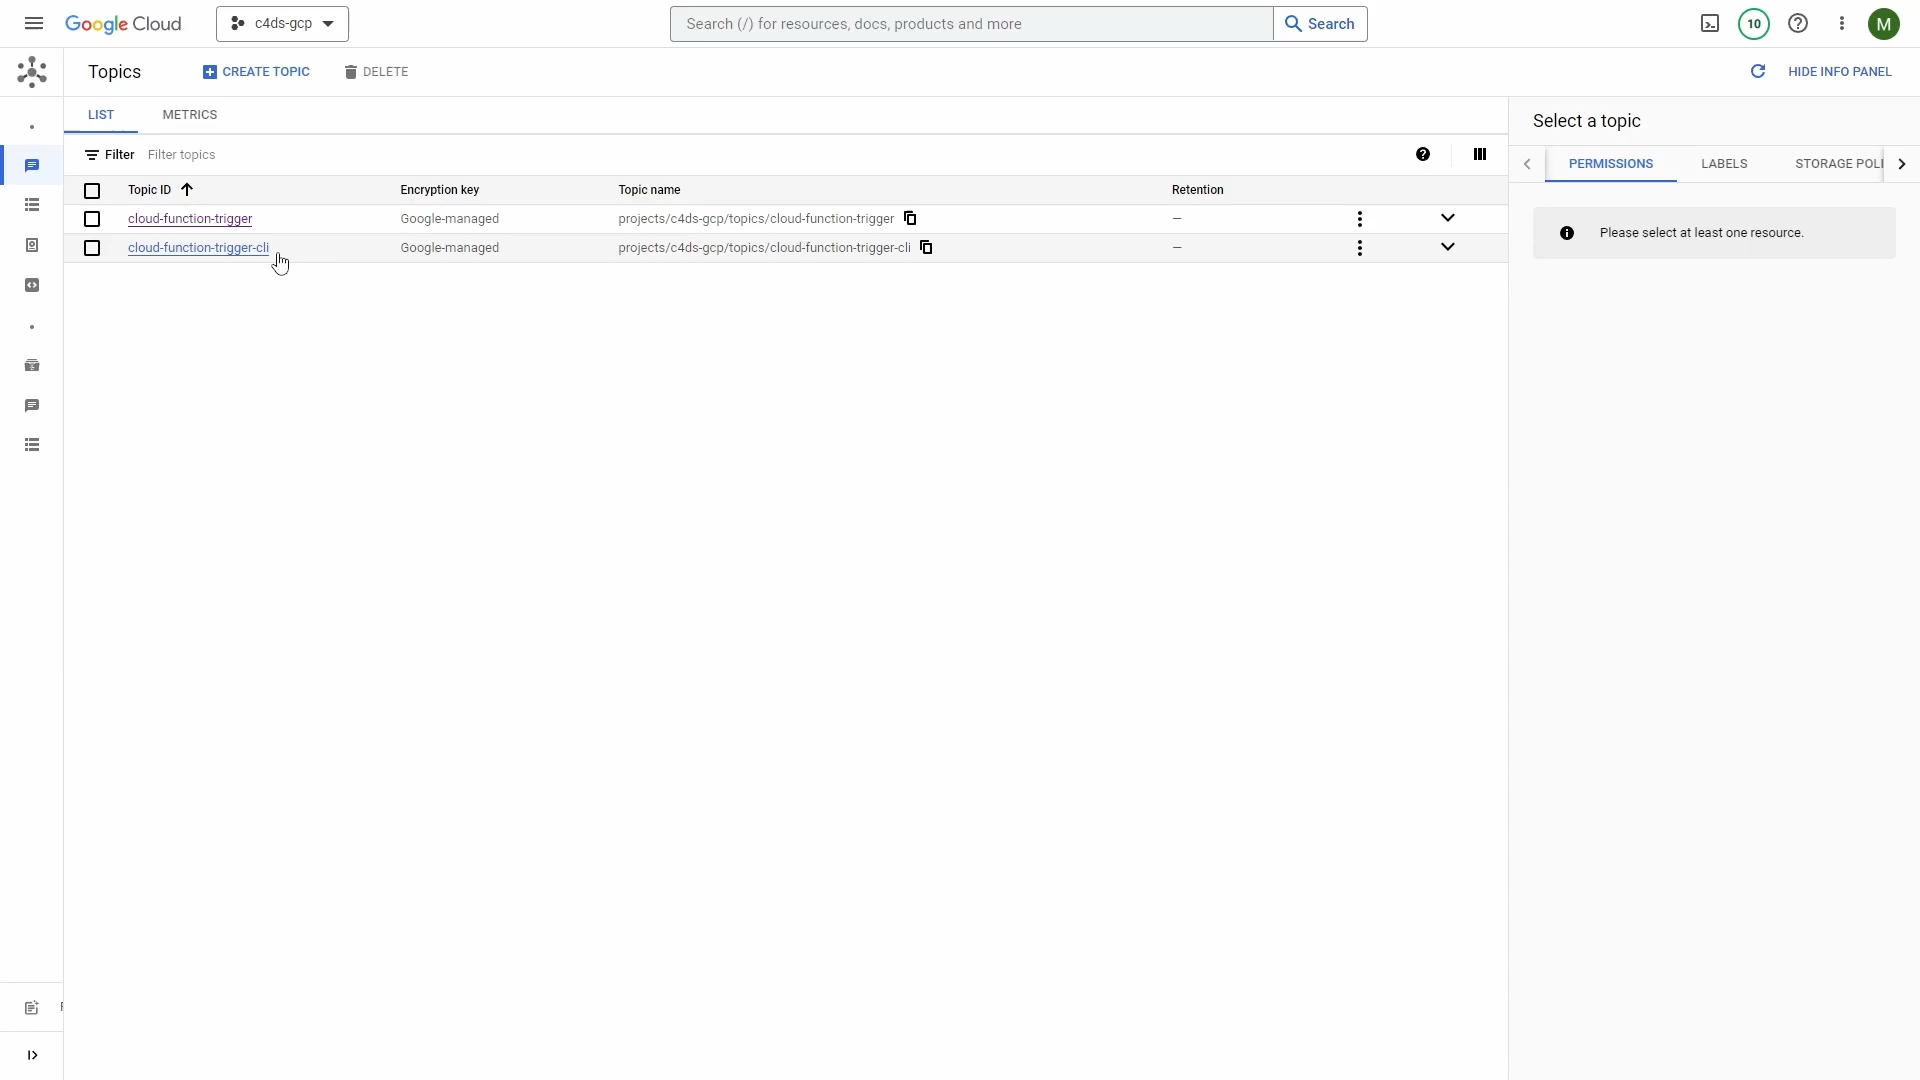 Google Cloud
c4ds-gcp
Search (/) for resources, docs, products and more
Search
10
M
Topics
CREATE TOPIC
DELETE
HIDE INFO PANEL
LIST
METRICS
Filter
Filter topics
Topic ID
Encryption key
Topic name
Retention
cloud-function-trigger
Google-managed
projects/c4ds-gcp/topics/cloud-function-trigger
—
cloud-function-trigger-cli
Google-managed
projects/c4ds-gcp/topics/cloud-function-trigger-cli
—
Select a topic
PERMISSIONS
LABELS
STORAGE POLI
Please select at least one resource.